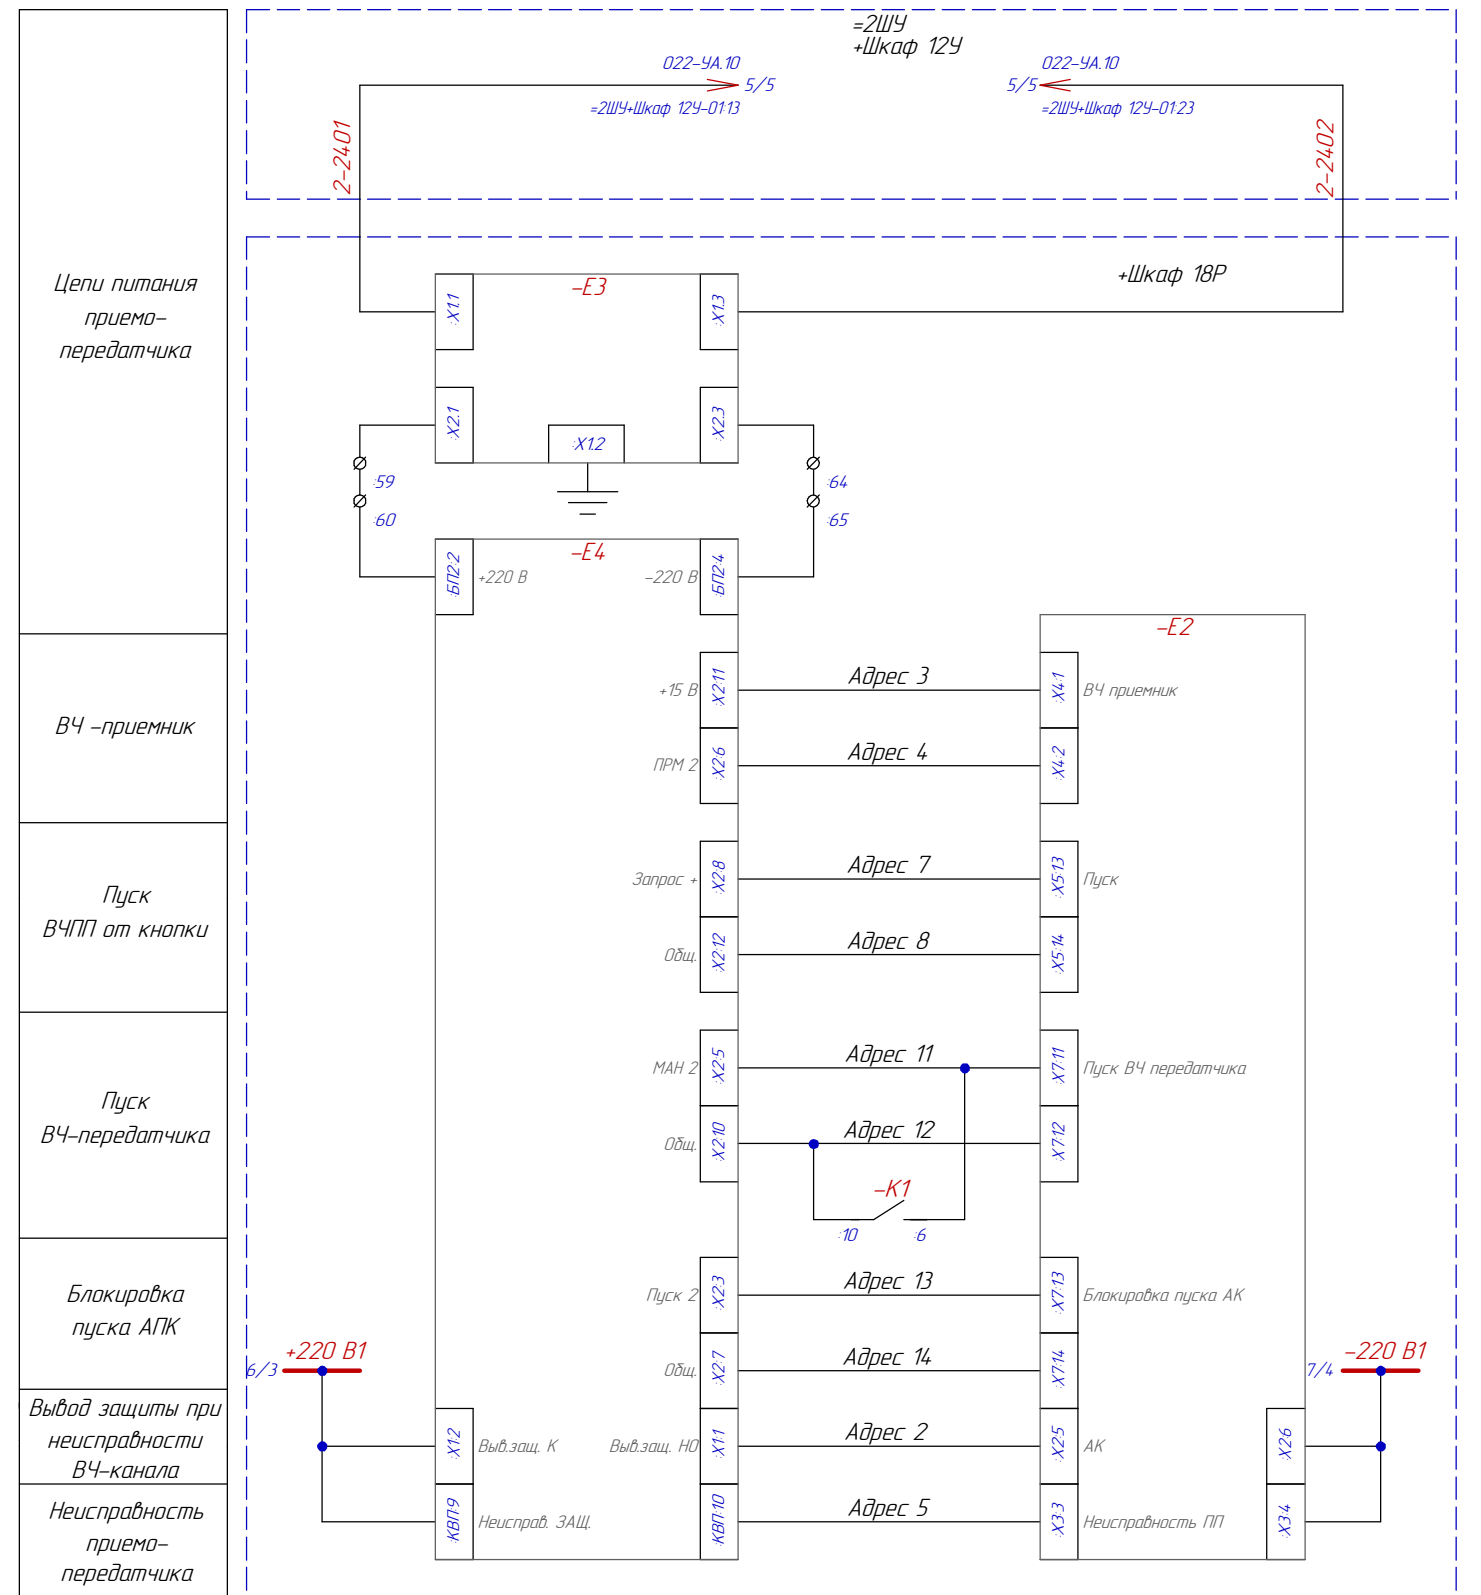 =2ШУ
+Шкаф 12У
022-УА.10
5/5
=2ШУ+Шкаф 12У-01:13
022-УА.10
5/5
=2ШУ+Шкаф 12У-01:23
2-2401
2-2402
Цепи питания
приемо-
передатчика
+Шкаф 18Р
-E3
:X1.1
:X1.3
:X2.1
:X1.2
:X2.3
:59
:60
:64
:65
-E4
:БП2:2
+220 В
-220 В
:БП2:4
-E2
ВЧ -приемник
+15 В
:X2:11
Адрес 3
:X4:1
ВЧ приемник
ПРМ 2
:X2:6
Адрес 4
:X4:2
Пуск
ВЧПП от кнопки
Запрос +
:X2:8
Адрес 7
:X5:13
Пуск
Общ.
:X2:12
Адрес 8
:X5:14
Пуск
ВЧ-передатчика
МАН 2
:X2:5
Адрес 11
:X7:11
Пуск ВЧ передатчика
Общ.
:X2:10
Адрес 12
:X7:12
-K1
:10
:6
Блокировка
пуска АПК
Пуск 2
:X2:3
Адрес 13
:X7:13
Блокировка пуска АК
+220 В1
6/3
Общ.
:X2:7
Адрес 14
:X7:14
-220 В1
7/4
Вывод защиты при
неисправности
ВЧ-канала
:X1:2
Выв.защ. К
Выв.защ. НО
:X1:1
Адрес 2
:X2:5
АК
:X2:6
Неисправность
приемо-
передатчика
:КВП:9
Неисправ. ЗАЩ.
:КВП:10
Адрес 5
:X3:3
Неисправность ПП
:X3:4